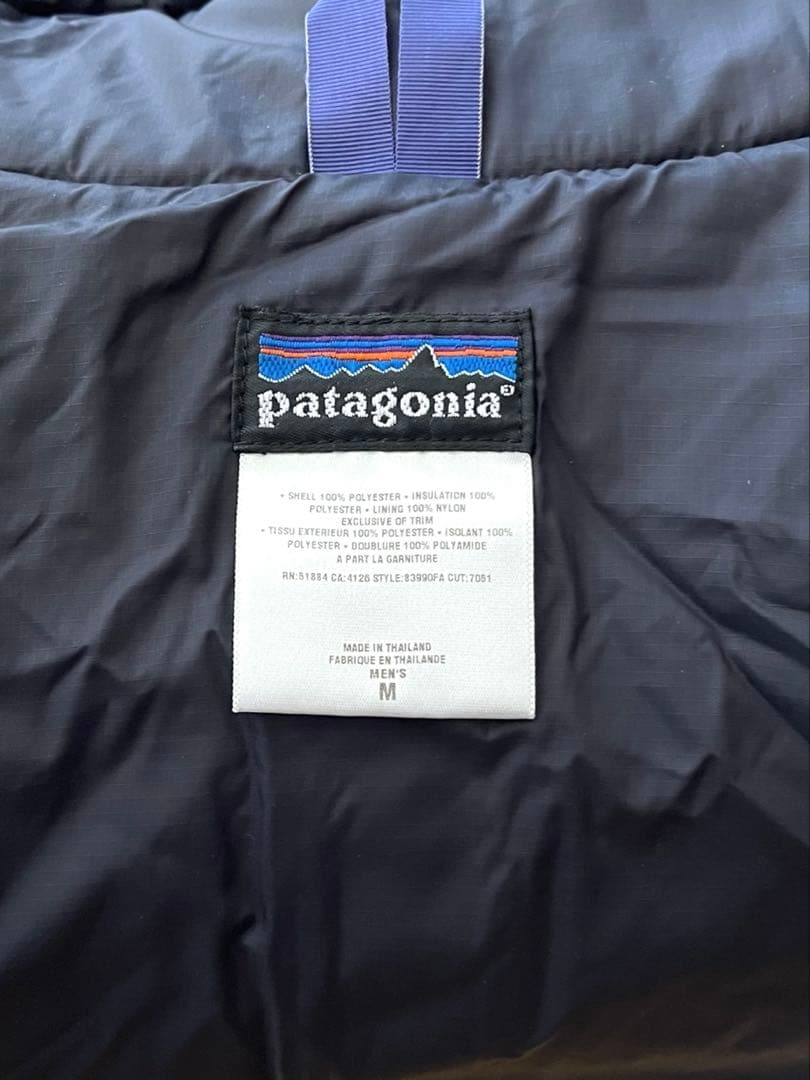 patagonia®
• SHELL 100% POLYESTER • INSULATION 100%
POLYESTER • LINING 100% NYLON
EXCLUSIVE OF TRIM
• TISSU EXTERIEUR 100% POLYESTER • ISOLANT 100%
POLYESTER • DOUBLURE 100% POLYAMIDE
A PART LA GARNITURE
RN:51884 CA:4126 STYLE:83990FA CUT:7051
MADE IN THAILAND
FABRIQUE EN THAILANDE
MEN'S
M